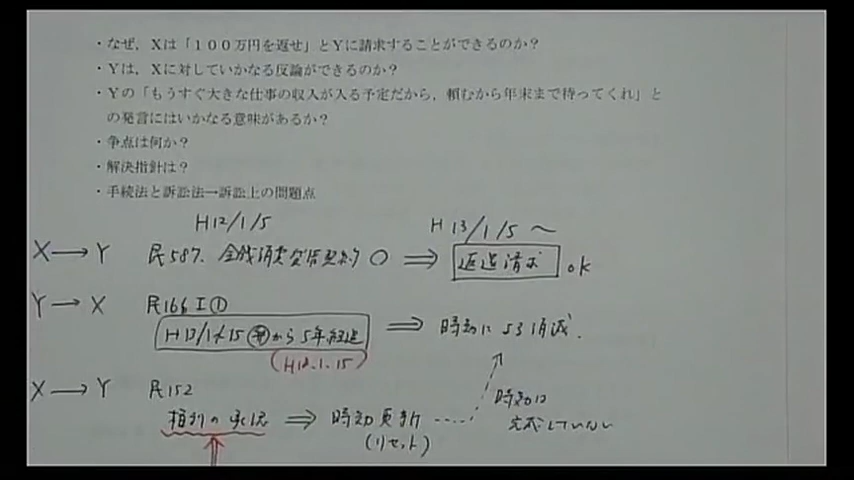 ・なぜ，Xは「１００万円を返せ」とYに請求することができるのか？
・Yは，Xに対していかなる反論ができるのか？
・Yの「もうすぐ大きな仕事の収入が入る予定だから，頼むから年末まで待ってくれ」と
の発言にはいかなる意味があるか？
・争点は何か？
・解決指針は？
・手続法と訴訟法→訴訟上の問題点
H12/1/5
H13/1/5〜
X→Y 民587．金銭消費貸借契約 ○ ⇒ 返還請求 ok
Y→X 民166Ⅰ①
から5年経過 ⇒ 時効による消滅．
(H18.1.15)
X→Y 民152
権利の承認 ⇒ 時効更新 ‥‥
(リセット)
時効は
完成していない